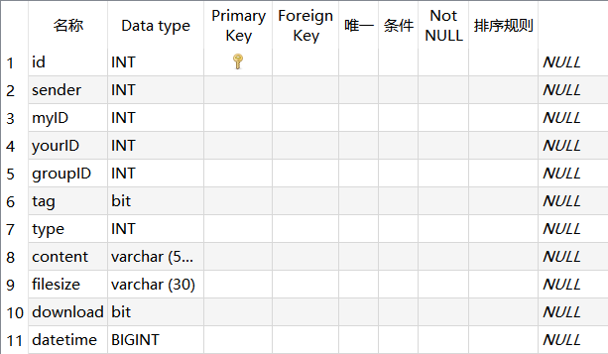 名称 Data type Primary Key Foreign Key 唯一 条件 Not NULL 排序规则
1 id INT NULL
2 sender INT NULL
3 myID INT NULL
4 yourID INT NULL
5 groupID INT NULL
6 tag bit NULL
7 type INT NULL
8 content varchar (5... NULL
9 filesize varchar (30) NULL
10 download bit NULL
11 datetime BIGINT NULL